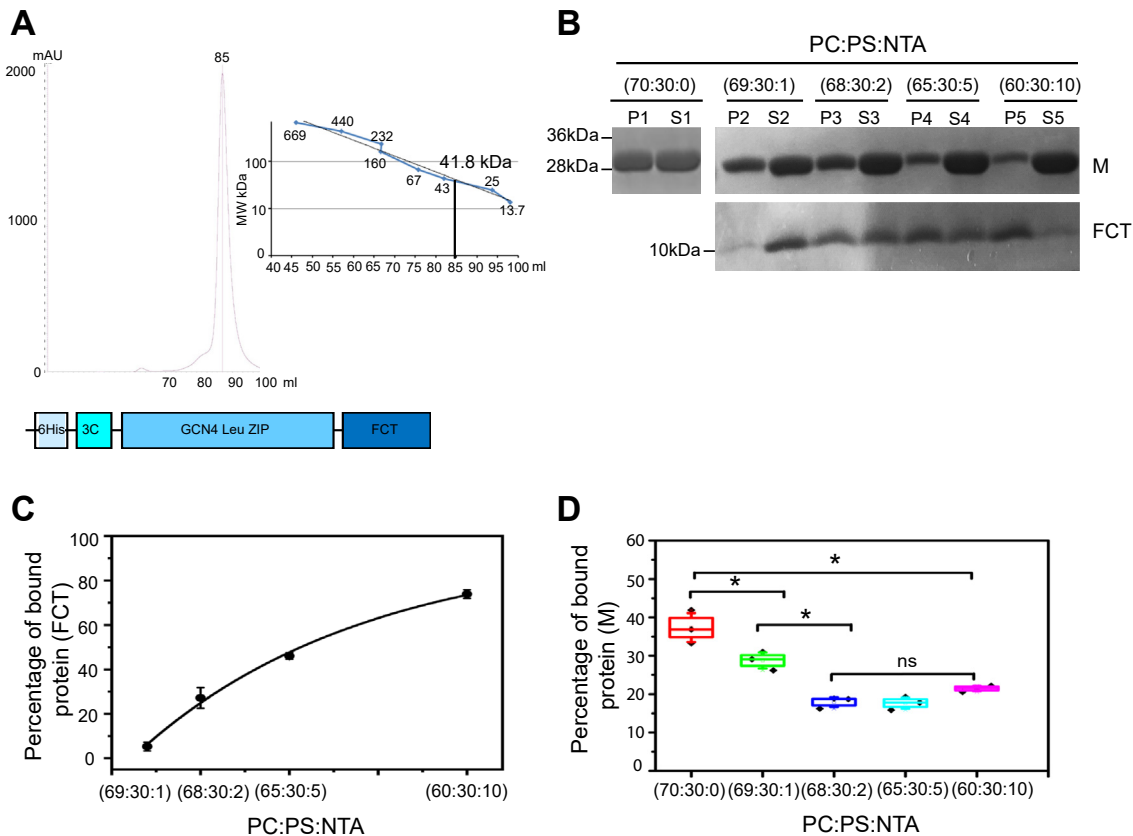 A
mAU
85
2000
1000
0
70 80 90 100 ml
MW kDa
100
10
0
669
440
232
160
67
43
41.8 kDa
25
13.7
40 45 50 55 60 65 70 75 80 85 90 95 100 ml
6His 3C GCN4 Leu ZIP FCT
B
PC:PS:NTA
(70:30:0) (69:30:1) (68:30:2) (65:30:5) (60:30:10)
P1 S1 P2 S2 P3 S3 P4 S4 P5 S5
36kDa
28kDa
M
10kDa
FCT
C
Percentage of bound
protein (FCT)
100
80
60
40
20
0
(69:30:1) (68:30:2) (65:30:5) (60:30:10)
PC:PS:NTA
D
Percentage of bound
protein (M)
60
50
40
30
20
10
0
*
*
*
ns
(70:30:0) (69:30:1) (68:30:2) (65:30:5) (60:30:10)
PC:PS:NTA